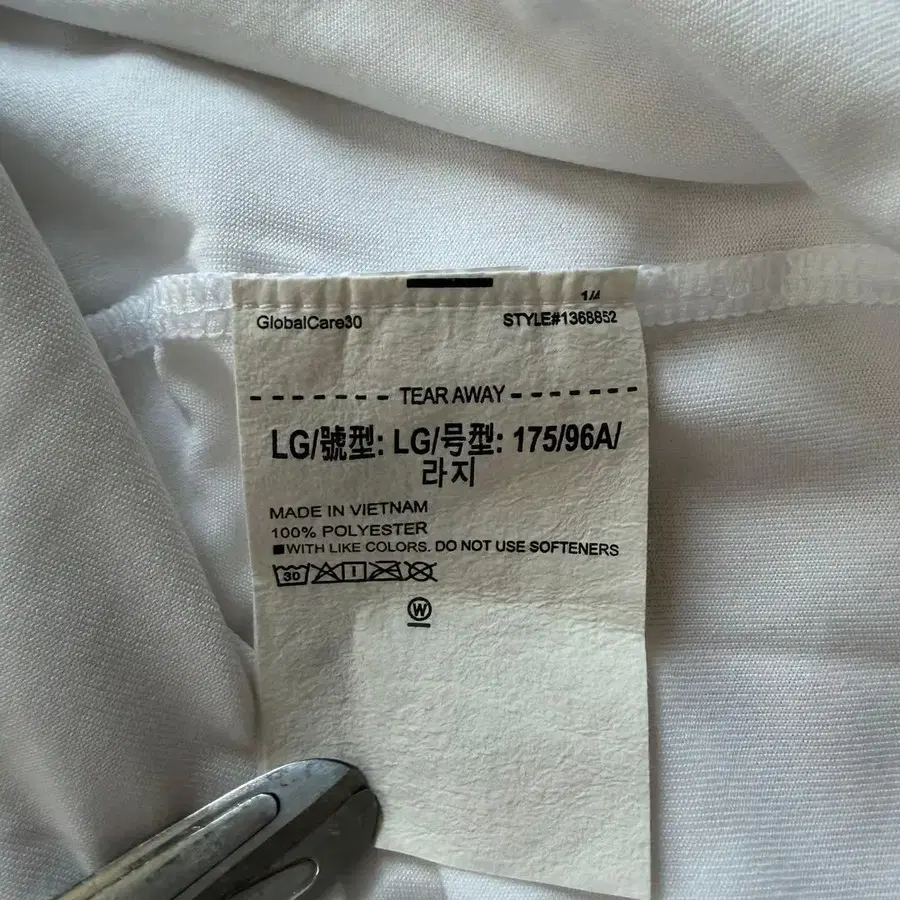 1/4
GlobalCare30 STYLE#1368852
TEAR AWAY
LG/號型: LG/号型: 175/96A/
라지
MADE IN VIETNAM
100% POLYESTER
WITH LIKE COLORS. DO NOT USE SOFTENERS
30
W